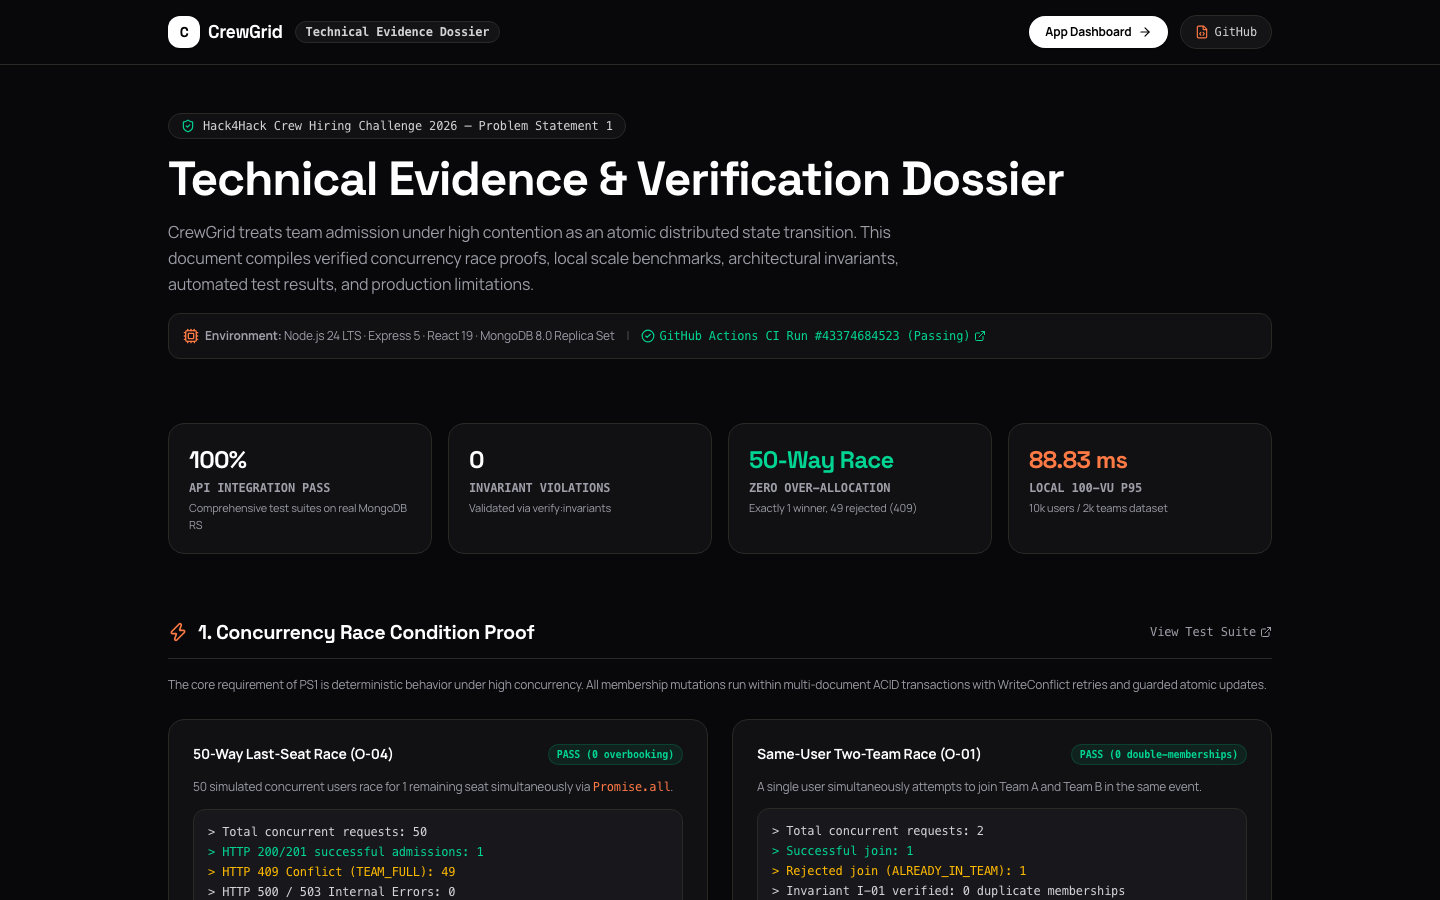 C CrewGrid Technical Evidence Dossier App Dashboard GitHub
Hack4Hack Crew Hiring Challenge 2026 — Problem Statement 1
Technical Evidence & Verification Dossier
CrewGrid treats team admission under high contention as an atomic distributed state transition. This
document compiles verified concurrency race proofs, local scale benchmarks, architectural invariants,
automated test results, and production limitations.
Environment: Node.js 24 LTS · Express 5 · React 19 · MongoDB 8.0 Replica Set | GitHub Actions CI Run #43374684523 (Passing)
100%
API INTEGRATION PASS
Comprehensive test suites on real MongoDB
RS
0
INVARIANT VIOLATIONS
Validated via verify:invariants
50-Way Race
ZERO OVER-ALLOCATION
Exactly 1 winner, 49 rejected (409)
88.83 ms
LOCAL 100-VU P95
10k users / 2k teams dataset
1. Concurrency Race Condition Proof
View Test Suite
The core requirement of PS1 is deterministic behavior under high concurrency. All membership mutations run within multi-document ACID transactions with WriteConflict retries and guarded atomic updates.
50-Way Last-Seat Race (O-04)
PASS (0 overbooking)
50 simulated concurrent users race for 1 remaining seat simultaneously via Promise.all.
> Total concurrent requests: 50
> HTTP 200/201 successful admissions: 1
> HTTP 409 Conflict (TEAM_FULL): 49
> HTTP 500 / 503 Internal Errors: 0
Same-User Two-Team Race (O-01)
PASS (0 double-memberships)
A single user simultaneously attempts to join Team A and Team B in the same event.
> Total concurrent requests: 2
> Successful join: 1
> Rejected join (ALREADY_IN_TEAM): 1
> Invariant I-01 verified: 0 duplicate memberships